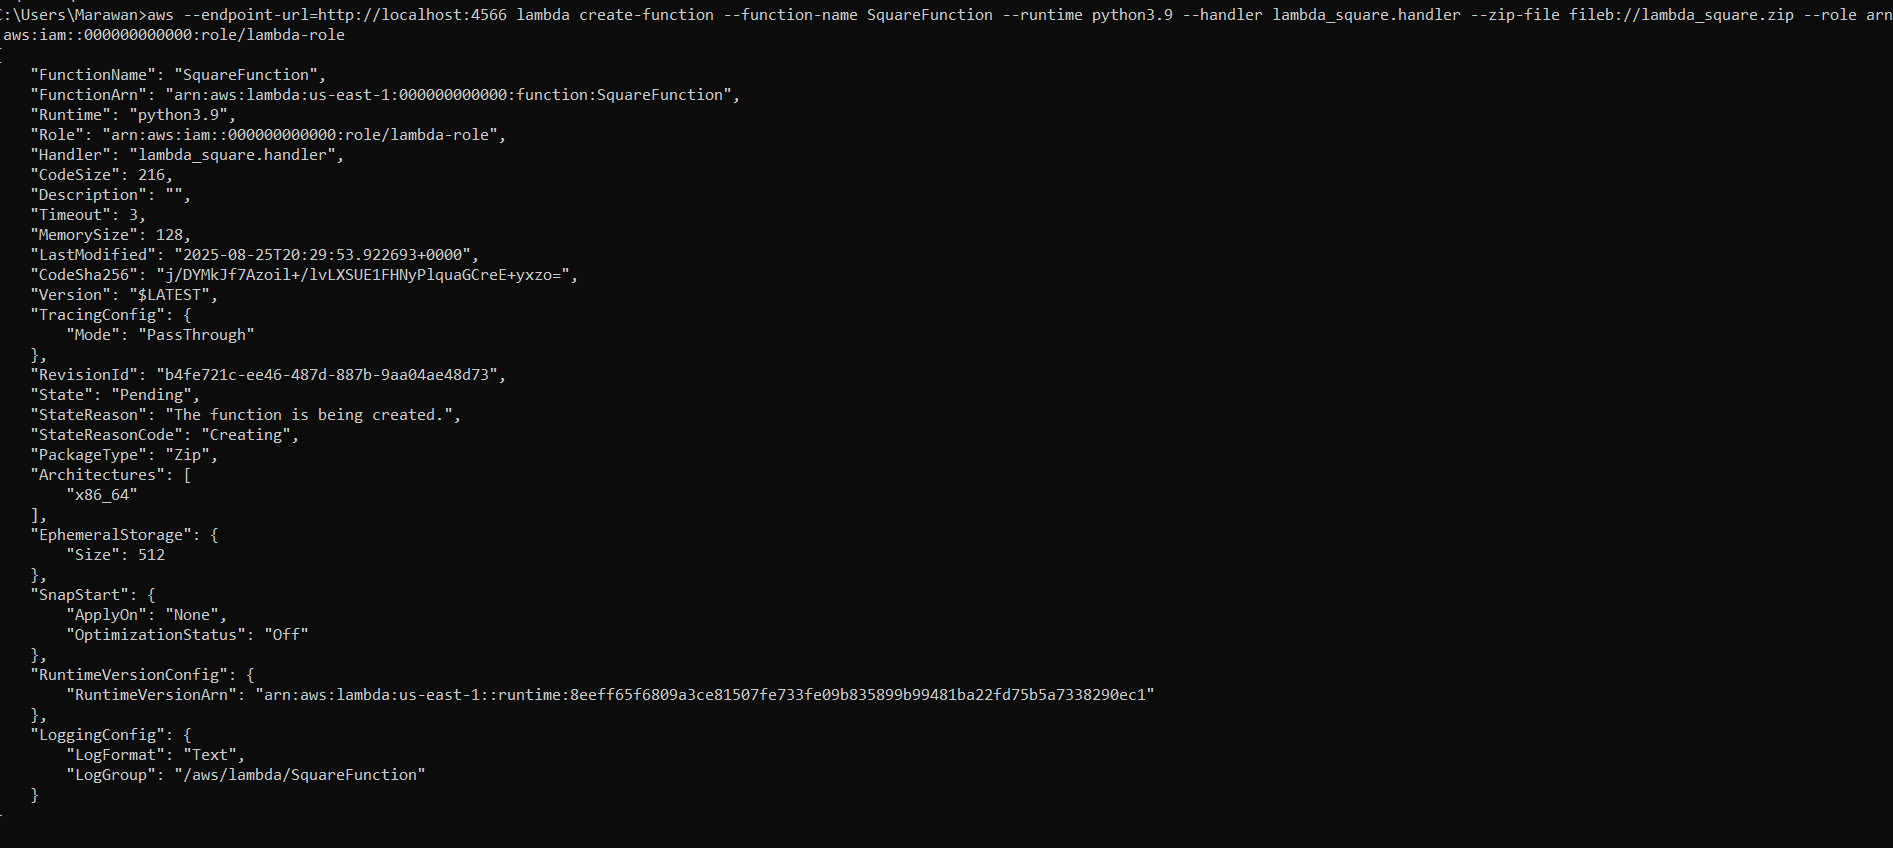 C:\Users\Marawan>aws --endpoint-url=http://localhost:4566 lambda create-function --function-name SquareFunction --runtime python3.9 --handler lambda_square.handler --zip-file fileb://lambda_square.zip --role arn
aws:iam::000000000000:role/lambda-role
{
    "FunctionName": "SquareFunction",
    "FunctionArn": "arn:aws:lambda:us-east-1:000000000000:function:SquareFunction",
    "Runtime": "python3.9",
    "Role": "arn:aws:iam::000000000000:role/lambda-role",
    "Handler": "lambda_square.handler",
    "CodeSize": 216,
    "Description": "",
    "Timeout": 3,
    "MemorySize": 128,
    "LastModified": "2025-08-25T20:29:53.922693+0000",
    "CodeSha256": "j/DYMkJf7Azoil+/lvLXSUE1FHNyPlquaGCreE+yxzo=",
    "Version": "$LATEST",
    "TracingConfig": {
        "Mode": "PassThrough"
    },
    "RevisionId": "b4fe721c-ee46-487d-887b-9aa04ae48d73",
    "State": "Pending",
    "StateReason": "The function is being created.",
    "StateReasonCode": "Creating",
    "PackageType": "Zip",
    "Architectures": [
        "x86_64"
    ],
    "EphemeralStorage": {
        "Size": 512
    },
    "SnapStart": {
        "ApplyOn": "None",
        "OptimizationStatus": "Off"
    },
    "RuntimeVersionConfig": {
        "RuntimeVersionArn": "arn:aws:lambda:us-east-1::runtime:8eeff65f6809a3ce81507fe733fe09b835899b99481ba22fd75b5a7338290ec1"
    },
    "LoggingConfig": {
        "LogFormat": "Text",
        "LogGroup": "/aws/lambda/SquareFunction"
    }
}